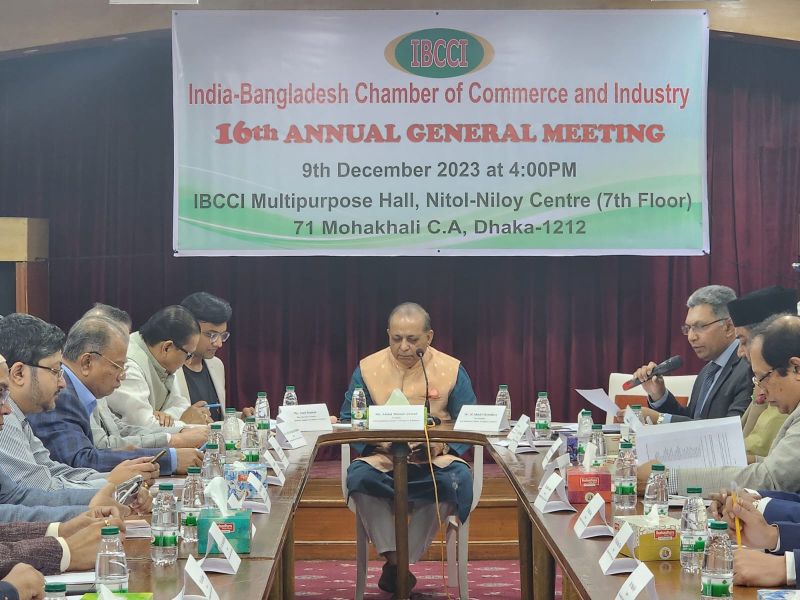 IBCCI
India-Bangladesh Chamber of Commerce and Industry
16th ANNUAL GENERAL MEETING
9th December 2023 at 4:00PM
IBCCI Multipurpose Hall, Nitol-Niloy Centre (7th Floor)
71 Mohakhali C.A, Dhaka-1212